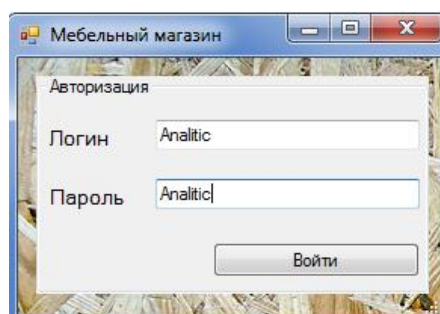 Мебельный магазин
Авторизация
Логин Analitic
Пароль Analitic
Войти